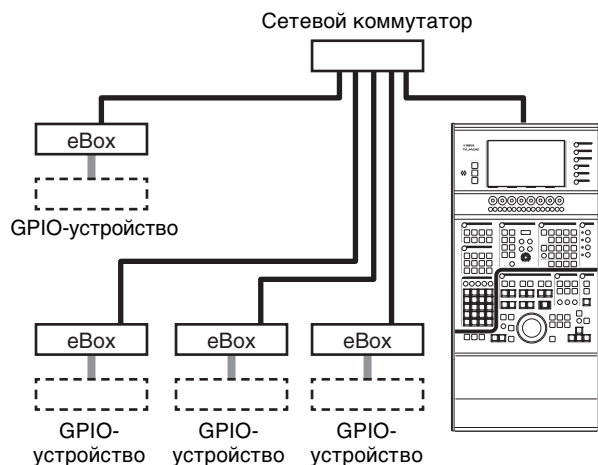 Сетевой коммутатор
eBox
GPIO-устройство
eBox
eBox
eBox
GPIO-
устройство
GPIO-
устройство
GPIO-
устройство